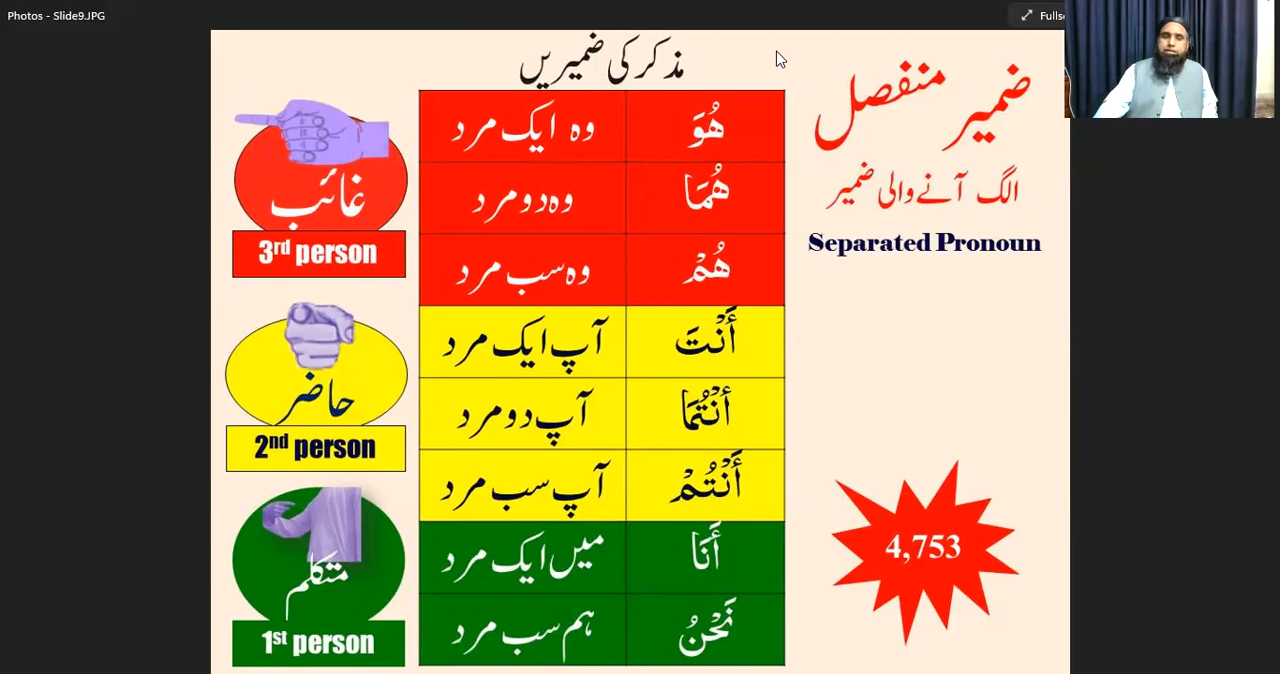 Photos - Slide9.JPG
Fulls
مذکر کی ضمیریں
ضمیر منفصل
الگ آنے والی ضمیر
Separated Pronoun
هُوَ وہ ایک مرد
هُمَا وہ دو مرد
هُمْ وہ سب مرد
غائب
3rd person
أَنْتَ آپ ایک مرد
أَنْتُمَا آپ دو مرد
أَنْتُمْ آپ سب مرد
حاضر
2nd person
أَنَا میں ایک مرد
نَحْنُ ہم سب مرد
متکلم
1st person
4,753